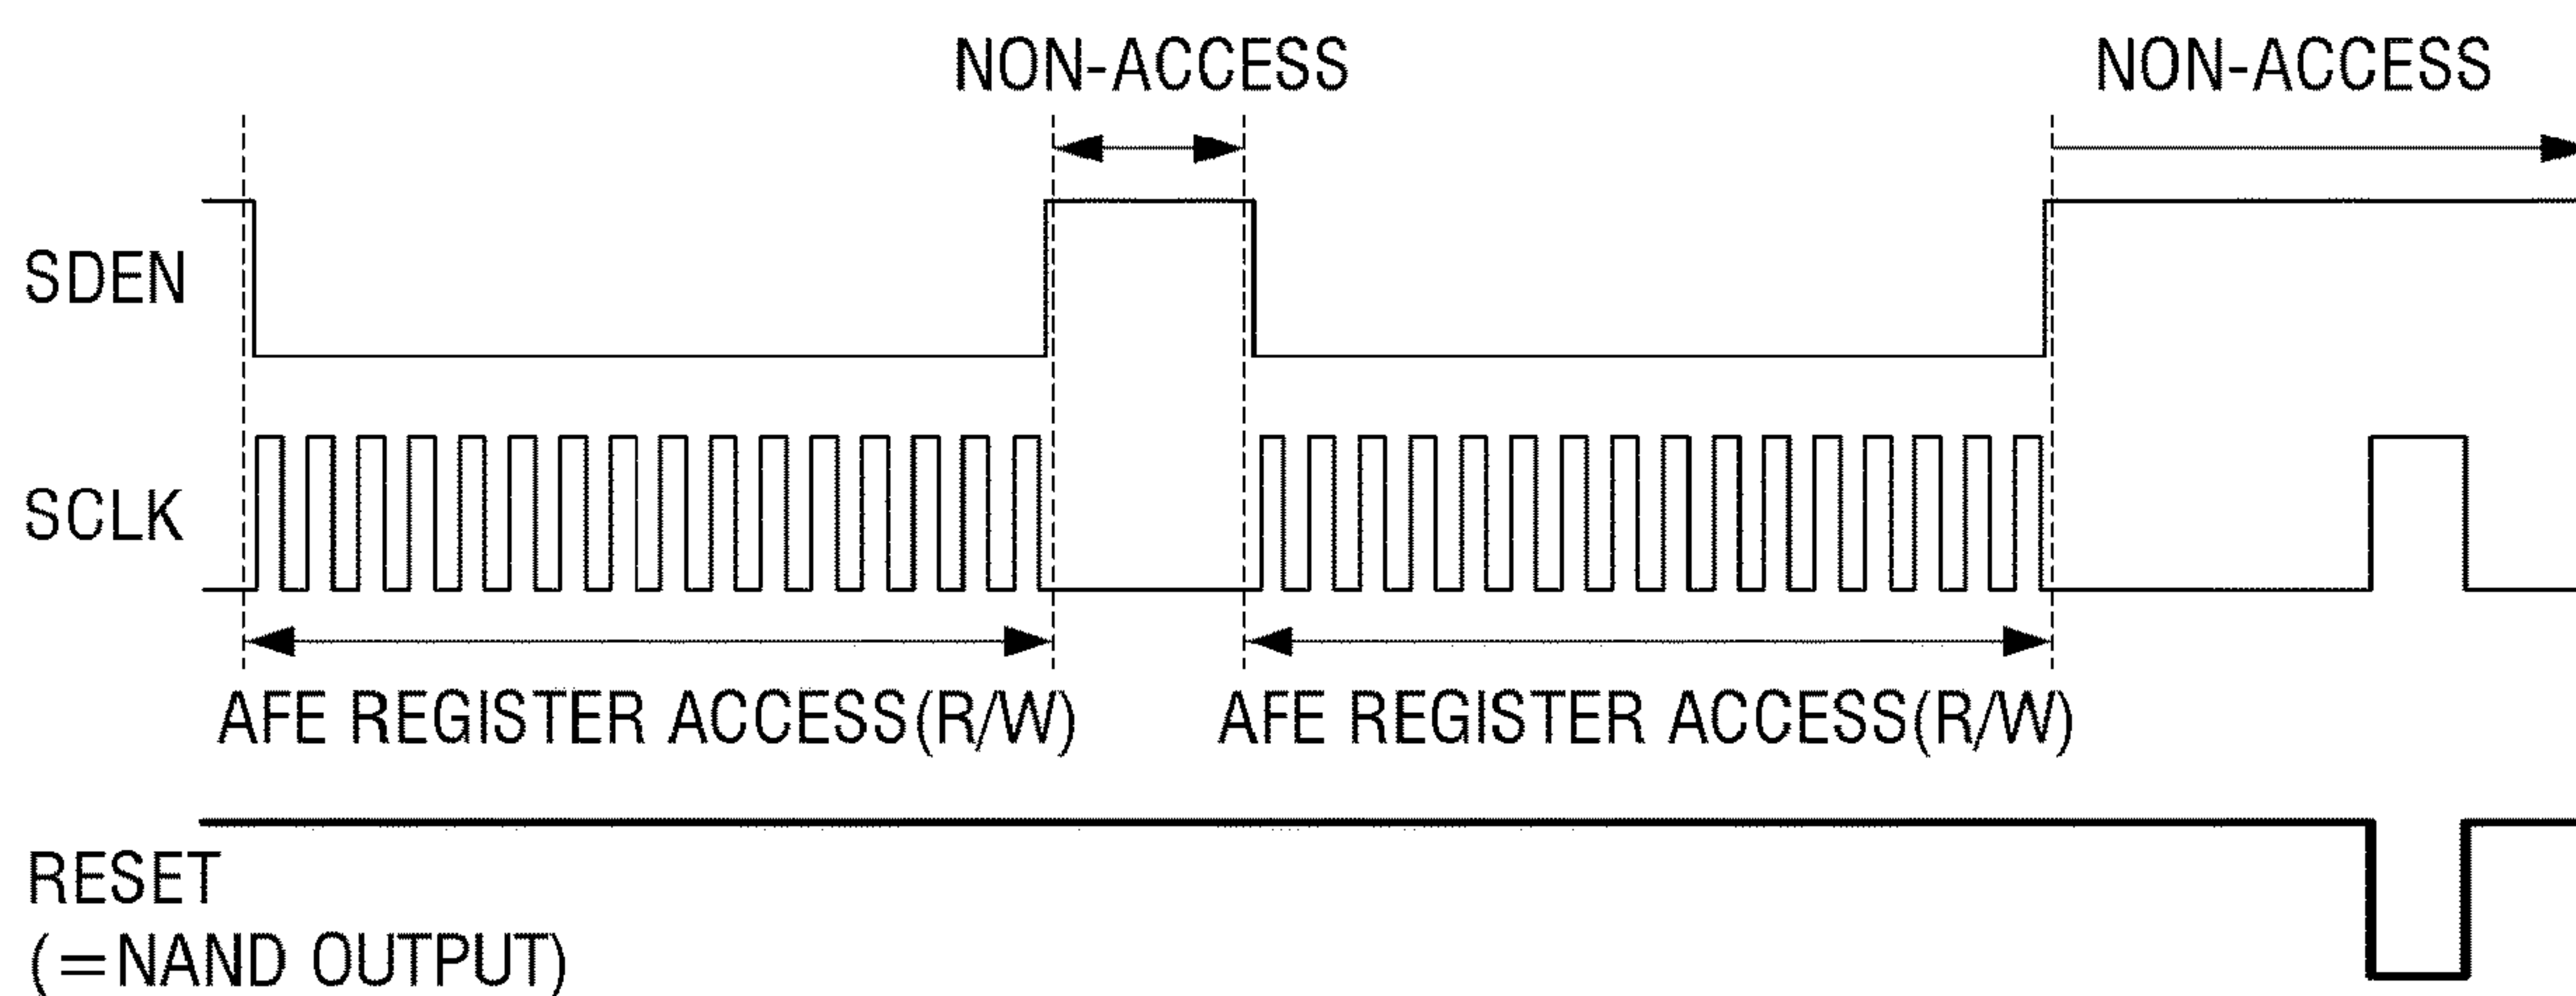 NON-ACCESS NON-ACCESS
SDEN
SCLK
AFE REGISTER ACCESS(R/W) AFE REGISTER ACCESS(R/W)
RESET
(=NAND OUTPUT)